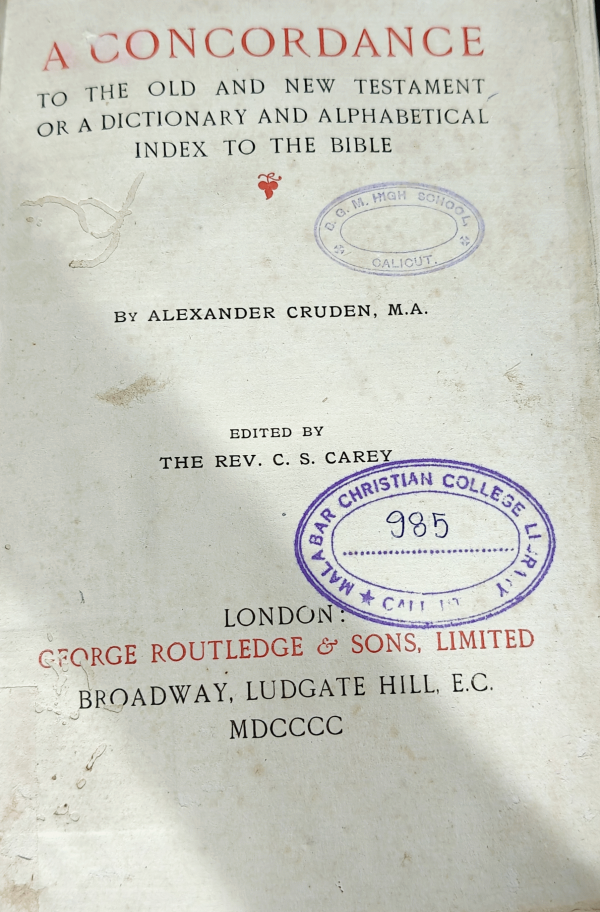 A CONCORDANCE
TO THE OLD AND NEW TESTAMENT
OR A DICTIONARY AND ALPHABETICAL
INDEX TO THE BIBLE
B. G. M. HIGH SCHOOL,
CALICUT.
BY ALEXANDER CRUDEN, M.A.
EDITED BY
THE REV. C. S. CAREY
MALABAR CHRISTIAN COLLEGE LIBRARY
985
LONDON:
GEORGE ROUTLEDGE & SONS, LIMITED
BROADWAY, LUDGATE HILL, E.C.
MDCCCC